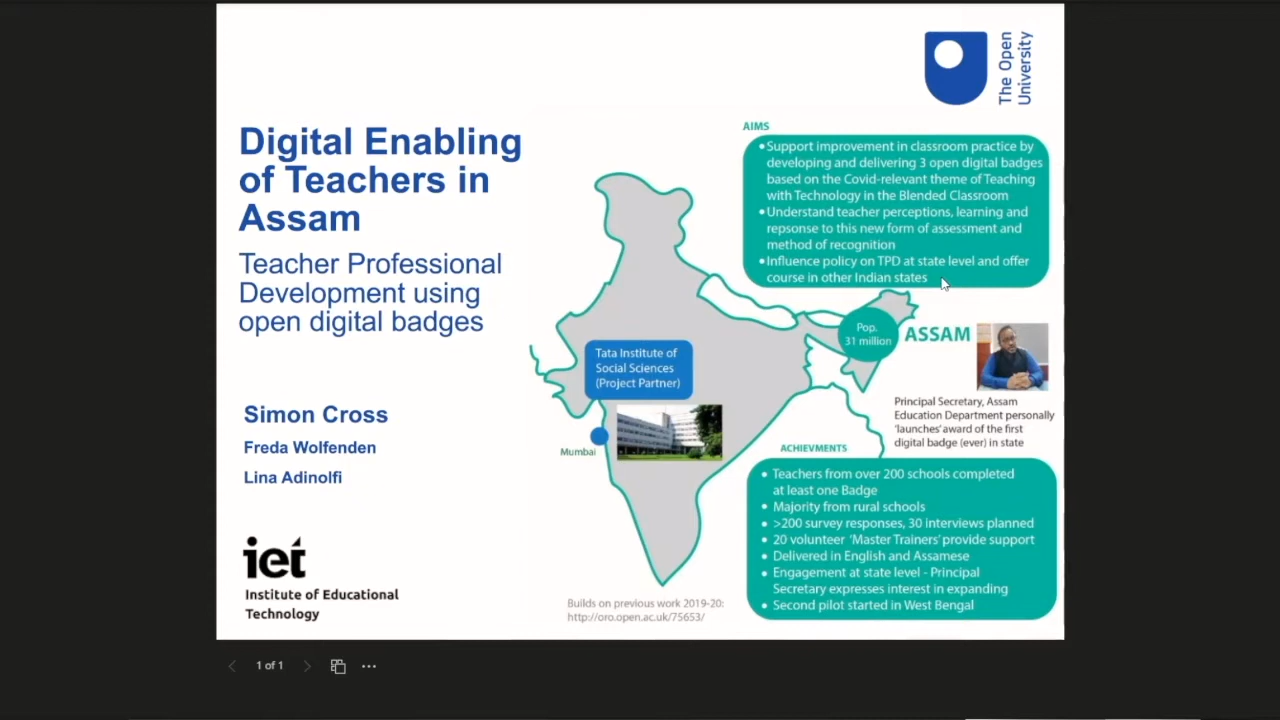 The Open
University
Digital Enabling
of Teachers in
Assam
Teacher Professional
Development using
open digital badges
Simon Cross
Freda Wolfenden
Lina Adinolfi
iet
Institute of Educational
Technology
AIMS
•Support improvement in classroom practice by
developing and delivering 3 open digital badges
based on the Covid-relevant theme of Teaching
with Technology in the Blended Classroom
•Understand teacher perceptions, learning and
repsonse to this new form of assessment and
method of recognition
•Influence policy on TPD at state level and offer
course in other Indian states
Pop.
31 million
ASSAM
Tata Institute of
Social Sciences
(Project Partner)
Mumbai
Principal Secretary, Assam
Education Department personally
'launches' award of the first
digital badge (ever) in state
ACHIEVMENTS
• Teachers from over 200 schools completed
at least one Badge
• Majority from rural schools
• >200 survey responses, 30 interviews planned
• 20 volunteer 'Master Trainers' provide support
• Delivered in English and Assamese
• Engagement at state level - Principal
Secretary expresses interest in expanding
• Second pilot started in West Bengal
Builds on previous work 2019-20:
http://oro.open.ac.uk/75653/
1 of 1